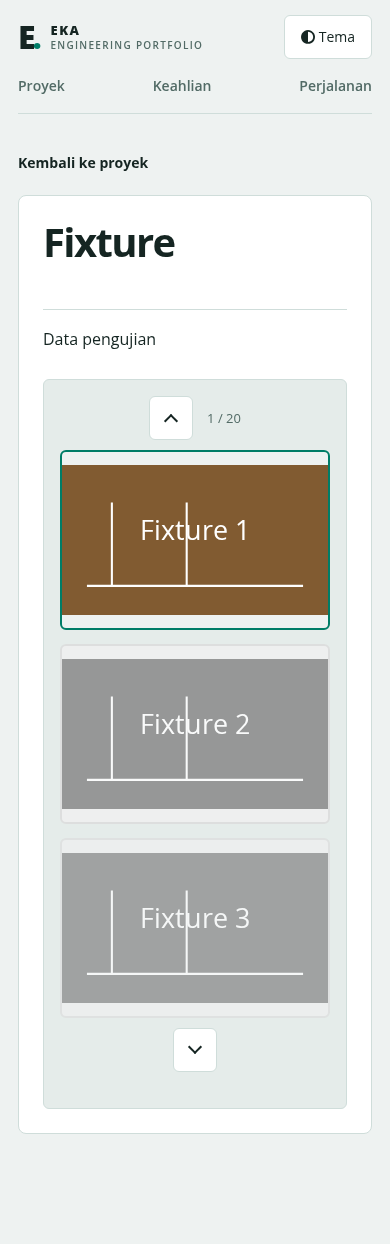 E.
EKA
ENGINEERING PORTFOLIO
Tema
Proyek
Keahlian
Perjalanan
Kembali ke proyek
Fixture
Data pengujian
1 / 20
Fixture 1
Fixture 2
Fixture 3